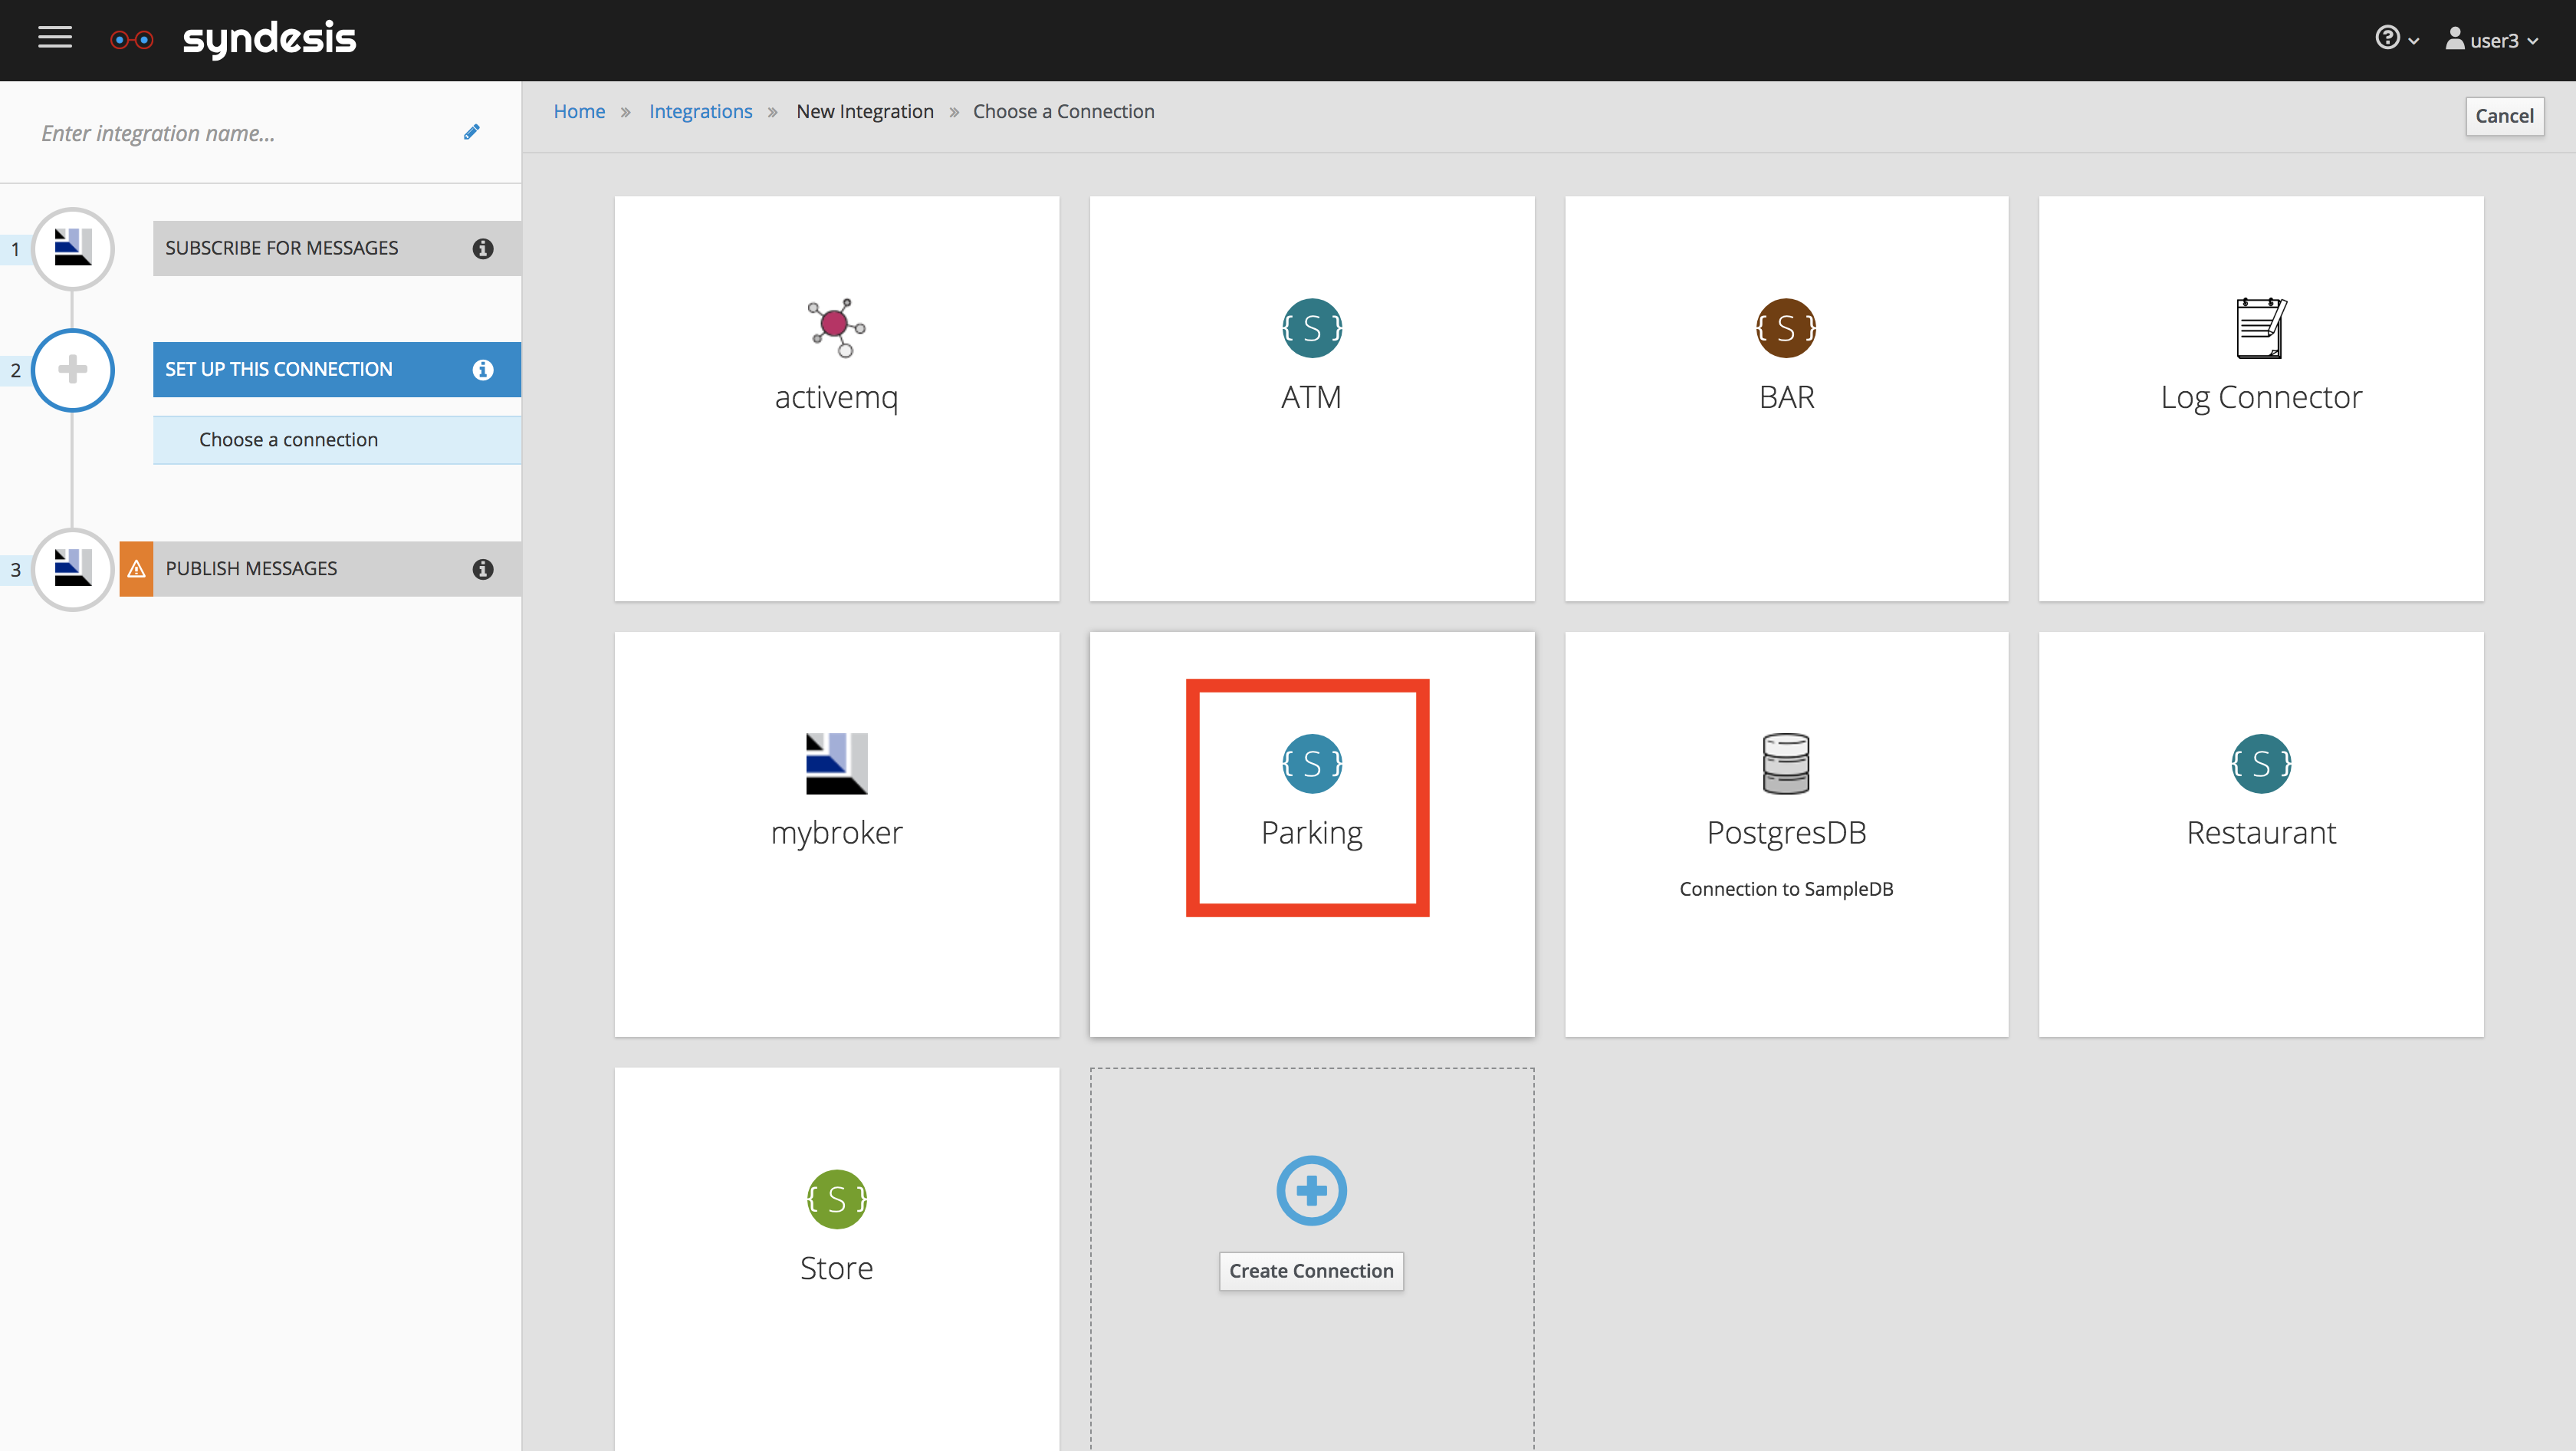 syndesis
user3
Enter integration name...
Home » Integrations » New Integration » Choose a Connection
Cancel
1
SUBSCRIBE FOR MESSAGES
2
SET UP THIS CONNECTION
Choose a connection
3
PUBLISH MESSAGES
activemq
{ S }
ATM
{ S }
BAR
Log Connector
mybroker
{ S }
Parking
PostgresDB
Connection to SampleDB
{ S }
Restaurant
{ S }
Store
Create Connection